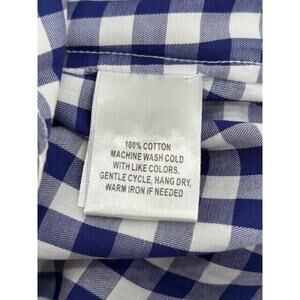 100% COTTON
MACHINE WASH COLD
WITH LIKE COLORS,
GENTLE CYCLE, HANG DRY,
WARM IRON IF NEEDED